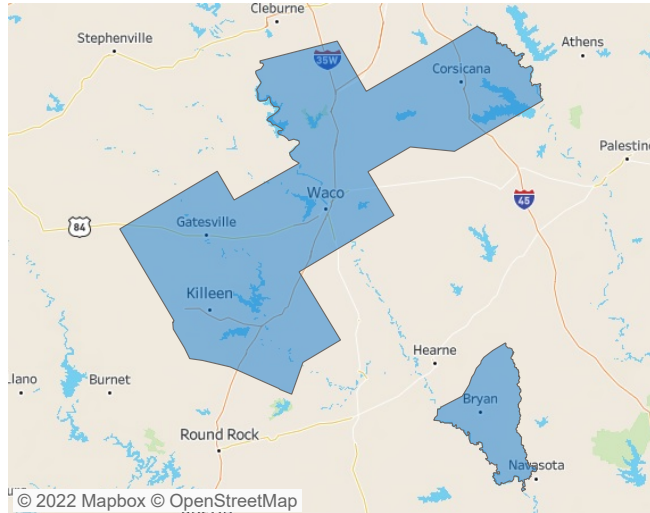 Cleburne
Stephenville
Athens
35W
Corsicana
Palestine
Waco
45
84
Gatesville
Killeen
Hearne
Llano
Burnet
Bryan
Round Rock
Navasota
© 2022 Mapbox © OpenStreetMap